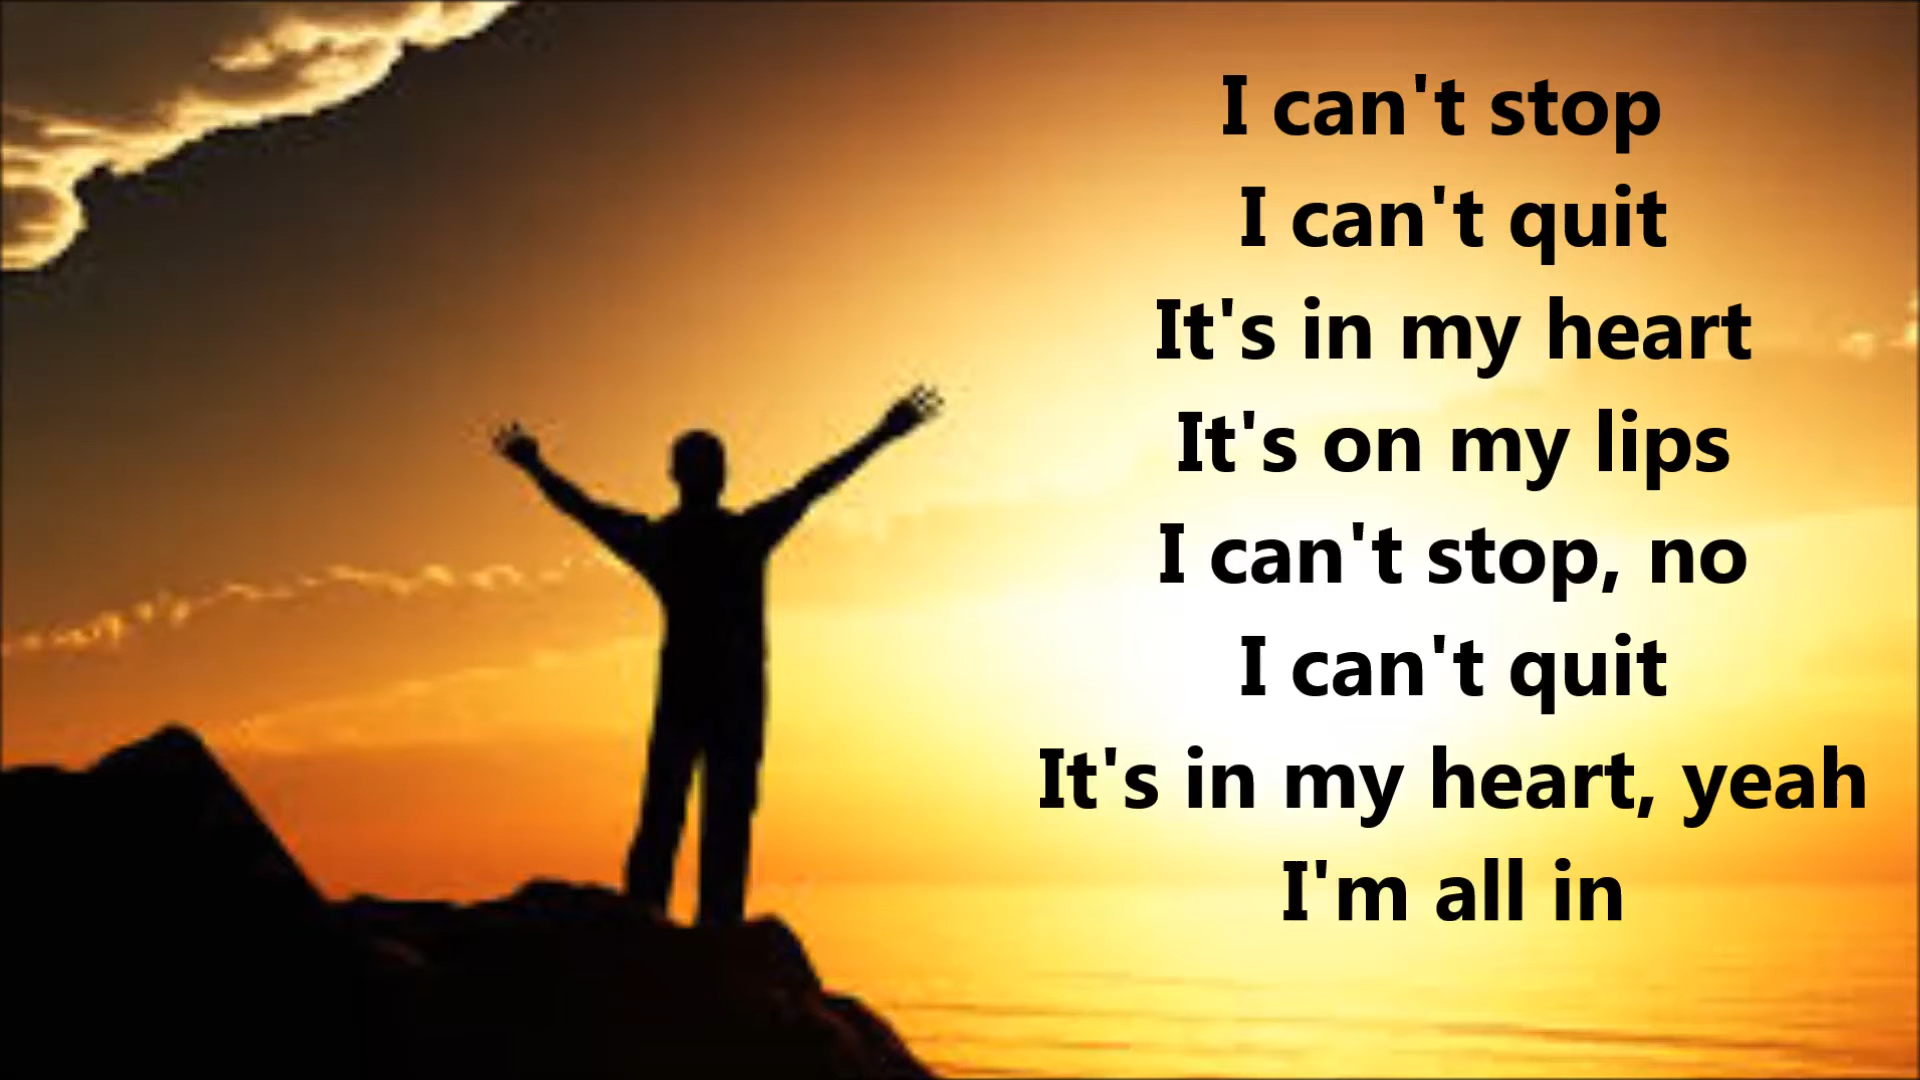 I can't stop
I can't quit
It's in my heart
It's on my lips
I can't stop, no
I can't quit
It's in my heart, yeah
I'm all in